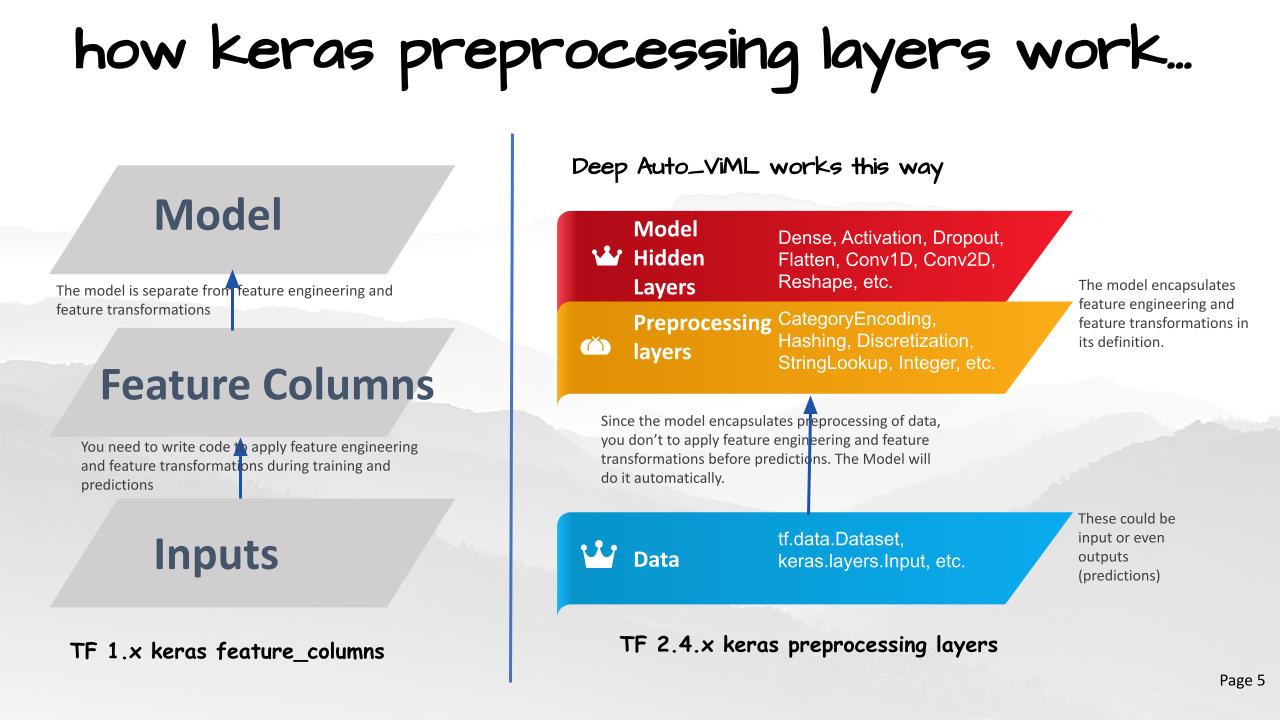 how keras preprocessing layers work...
Model
The model is separate from feature engineering and
feature transformations
Feature Columns
You need to write code to apply feature engineering
and feature transformations during training and
predictions
Inputs
TF 1.x keras feature_columns
Deep Auto_ViML works this way
Model
Hidden
Layers
Dense, Activation, Dropout,
Flatten, Conv1D, Conv2D,
Reshape, etc.
Preprocessing
layers
CategoryEncoding,
Hashing, Discretization,
StringLookup, Integer, etc.
The model encapsulates
feature engineering and
feature transformations in
its definition.
Since the model encapsulates preprocessing of data,
you don’t to apply feature engineering and feature
transformations before predictions. The Model will
do it automatically.
Data
tf.data.Dataset,
keras.layers.Input, etc.
These could be
input or even
outputs
(predictions)
TF 2.4.x keras preprocessing layers
Page 5